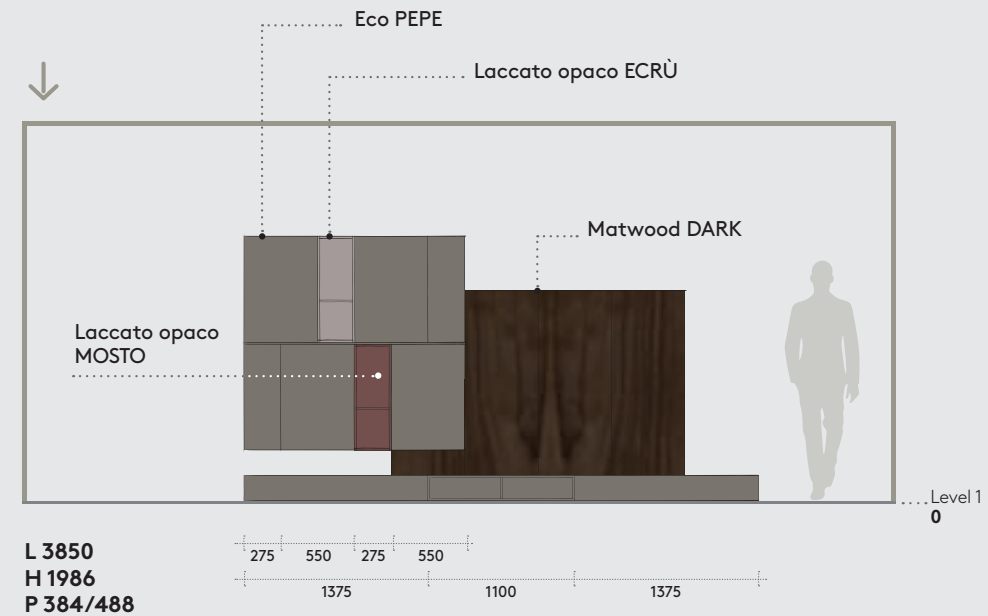 Eco PEPE
Laccato opaco ECRÙ
Matwood DARK
Laccato opaco
MOSTO
Level 1
0
L 3850
H 1986
P 384/488
275 550 275 550
1375 1100 1375